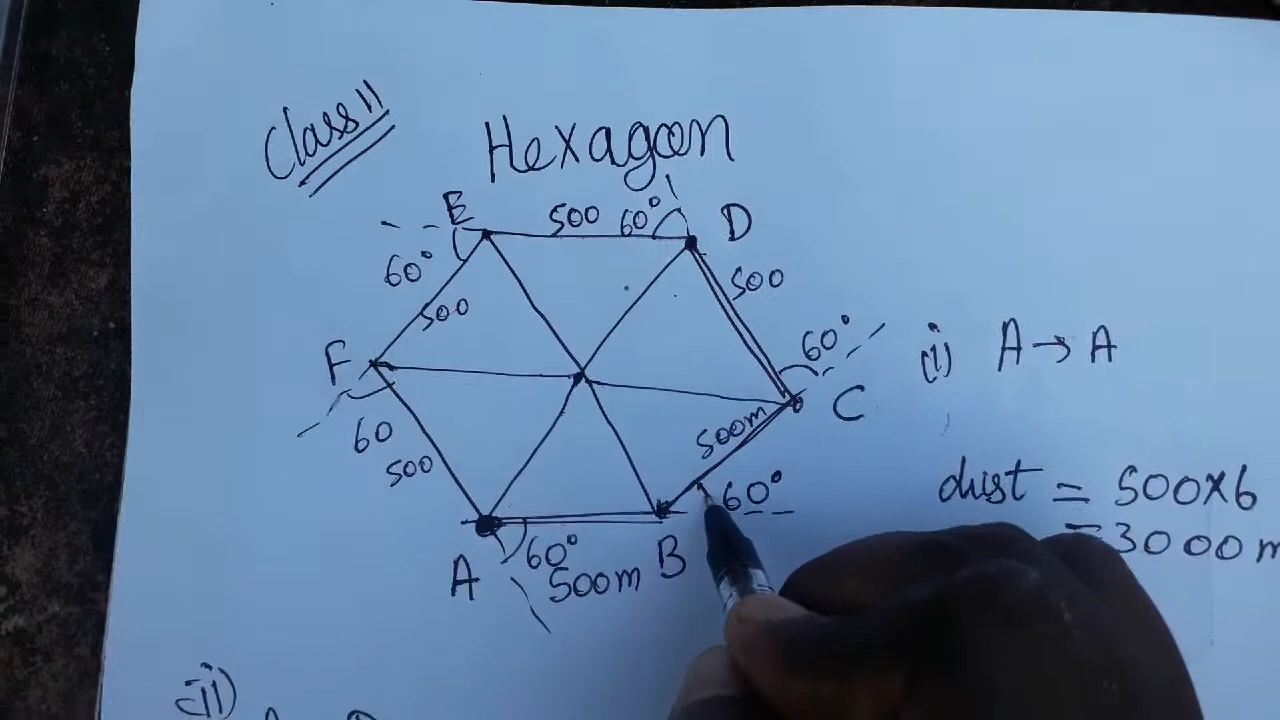 Class 11
Hexagon
E 500 60° D
60° 500
500 60°
F (i) A → A
C
60 500m
500 dist = 500×6
60° = 3000m
60° B
A 500m
(ii)